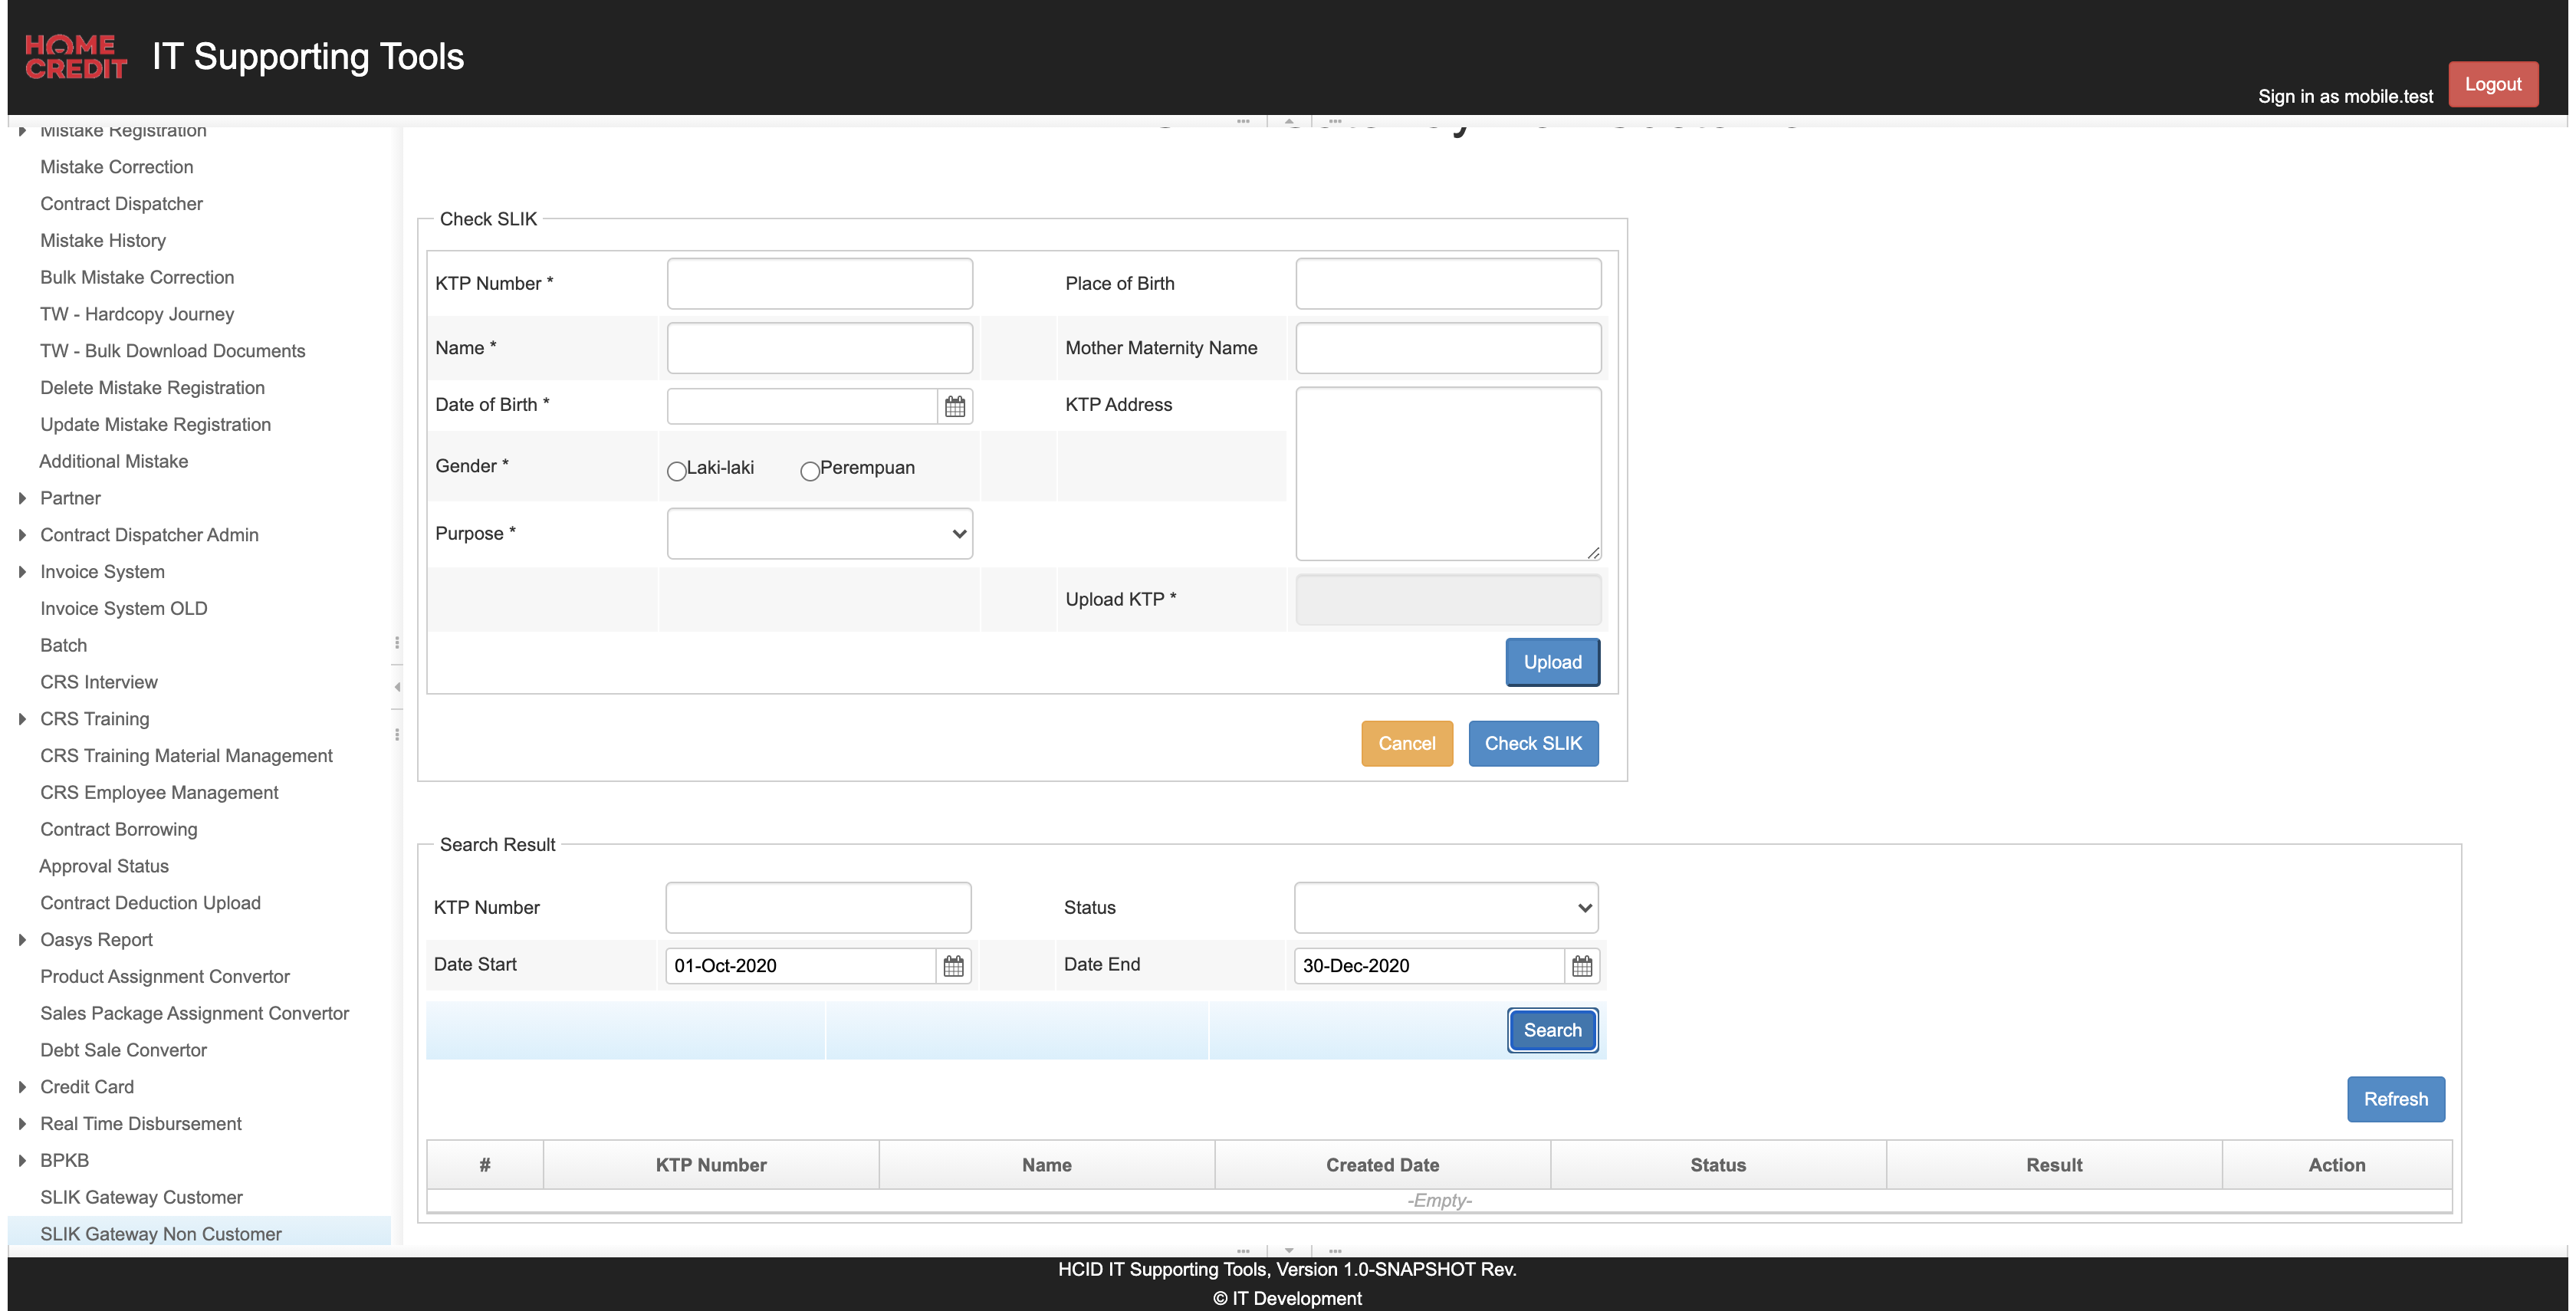 HOME
CREDIT
IT Supporting Tools
Sign in as mobile.test
Logout
Mistake Registration
Mistake Correction
Contract Dispatcher
Mistake History
Bulk Mistake Correction
TW - Hardcopy Journey
TW - Bulk Download Documents
Delete Mistake Registration
Update Mistake Registration
Additional Mistake
Partner
Contract Dispatcher Admin
Invoice System
Invoice System OLD
Batch
CRS Interview
CRS Training
CRS Training Material Management
CRS Employee Management
Contract Borrowing
Approval Status
Contract Deduction Upload
Oasys Report
Product Assignment Convertor
Sales Package Assignment Convertor
Debt Sale Convertor
Credit Card
Real Time Disbursement
BPKB
SLIK Gateway Customer
SLIK Gateway Non Customer
Check SLIK
KTP Number * Place of Birth
Name * Mother Maternity Name
Date of Birth * KTP Address
Gender * Laki-laki Perempuan
Purpose *
Upload KTP *
Upload
Cancel Check SLIK
Search Result
KTP Number Status
Date Start 01-Oct-2020 Date End 30-Dec-2020
Search
Refresh
# KTP Number Name Created Date Status Result Action
-Empty-
HCID IT Supporting Tools, Version 1.0-SNAPSHOT Rev.
© IT Development